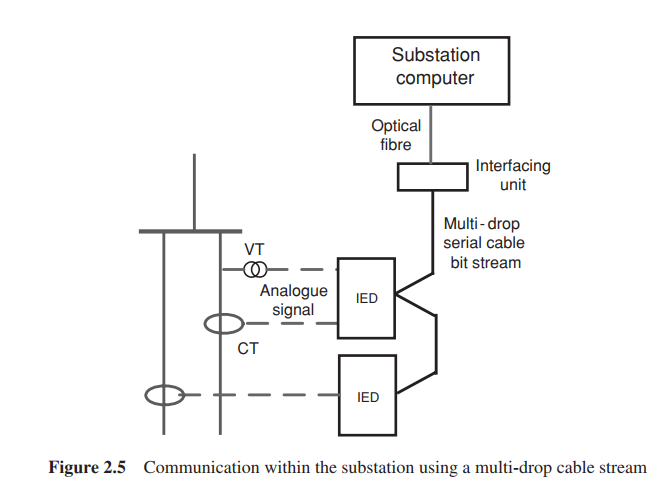 Substation
computer
Optical
fibre
Interfacing
unit
Multi-drop
serial cable
bit stream
VT
Analogue
signal
IED
CT
IED
Figure 2.5 Communication within the substation using a multi-drop cable stream